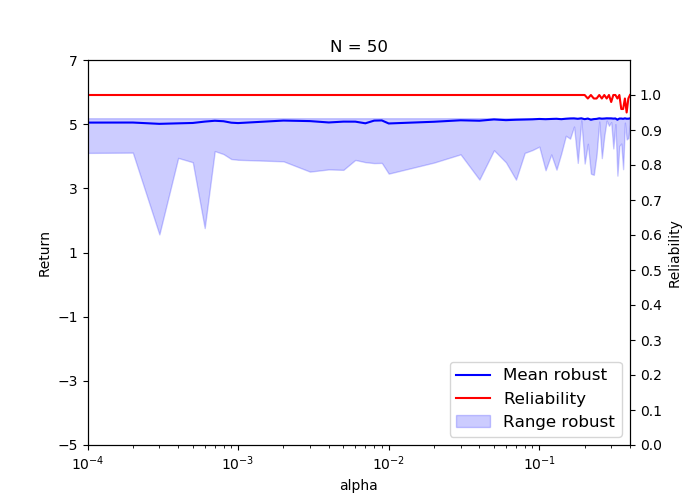 N = 50
7
5
3
1
−1
−3
−5
Return
1.0
0.9
0.8
0.7
0.6
0.5
0.4
0.3
0.2
0.1
0.0
Reliability
Mean robust
Reliability
Range robust
10⁻⁴ 10⁻³ 10⁻² 10⁻¹
alpha